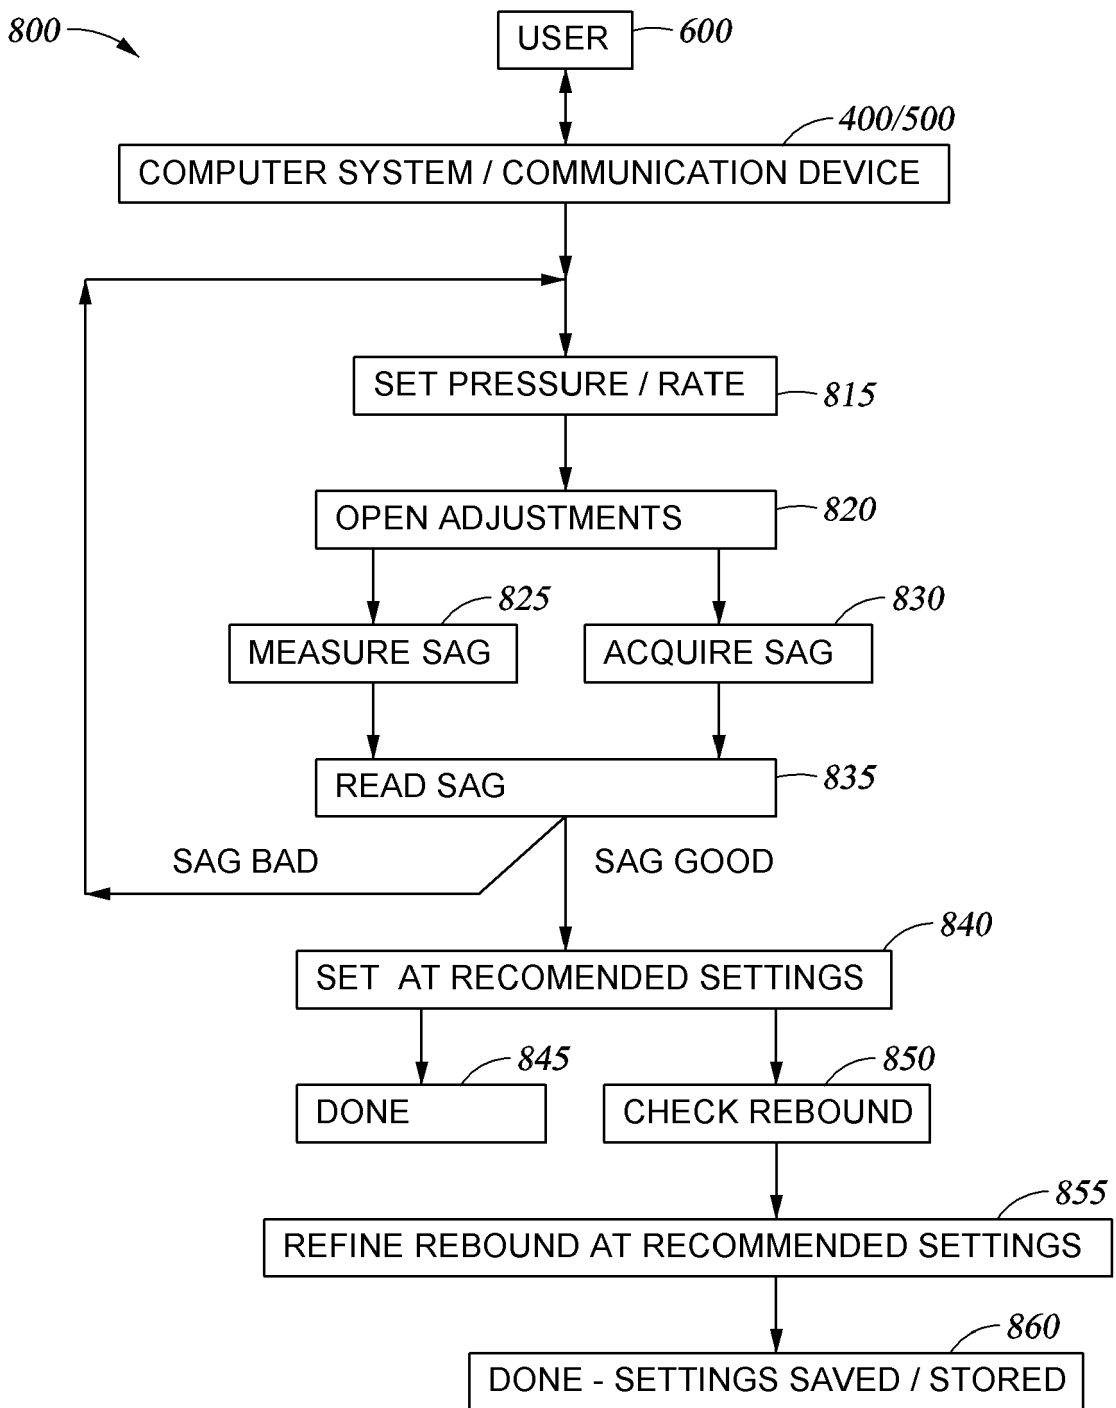 800
USER
600
400/500
COMPUTER SYSTEM / COMMUNICATION DEVICE
SET PRESSURE / RATE
815
OPEN ADJUSTMENTS
820
825
830
MEASURE SAG
ACQUIRE SAG
READ SAG
835
SAG BAD
SAG GOOD
840
SET AT RECOMENDED SETTINGS
845
850
DONE
CHECK REBOUND
855
REFINE REBOUND AT RECOMMENDED SETTINGS
860
DONE - SETTINGS SAVED / STORED